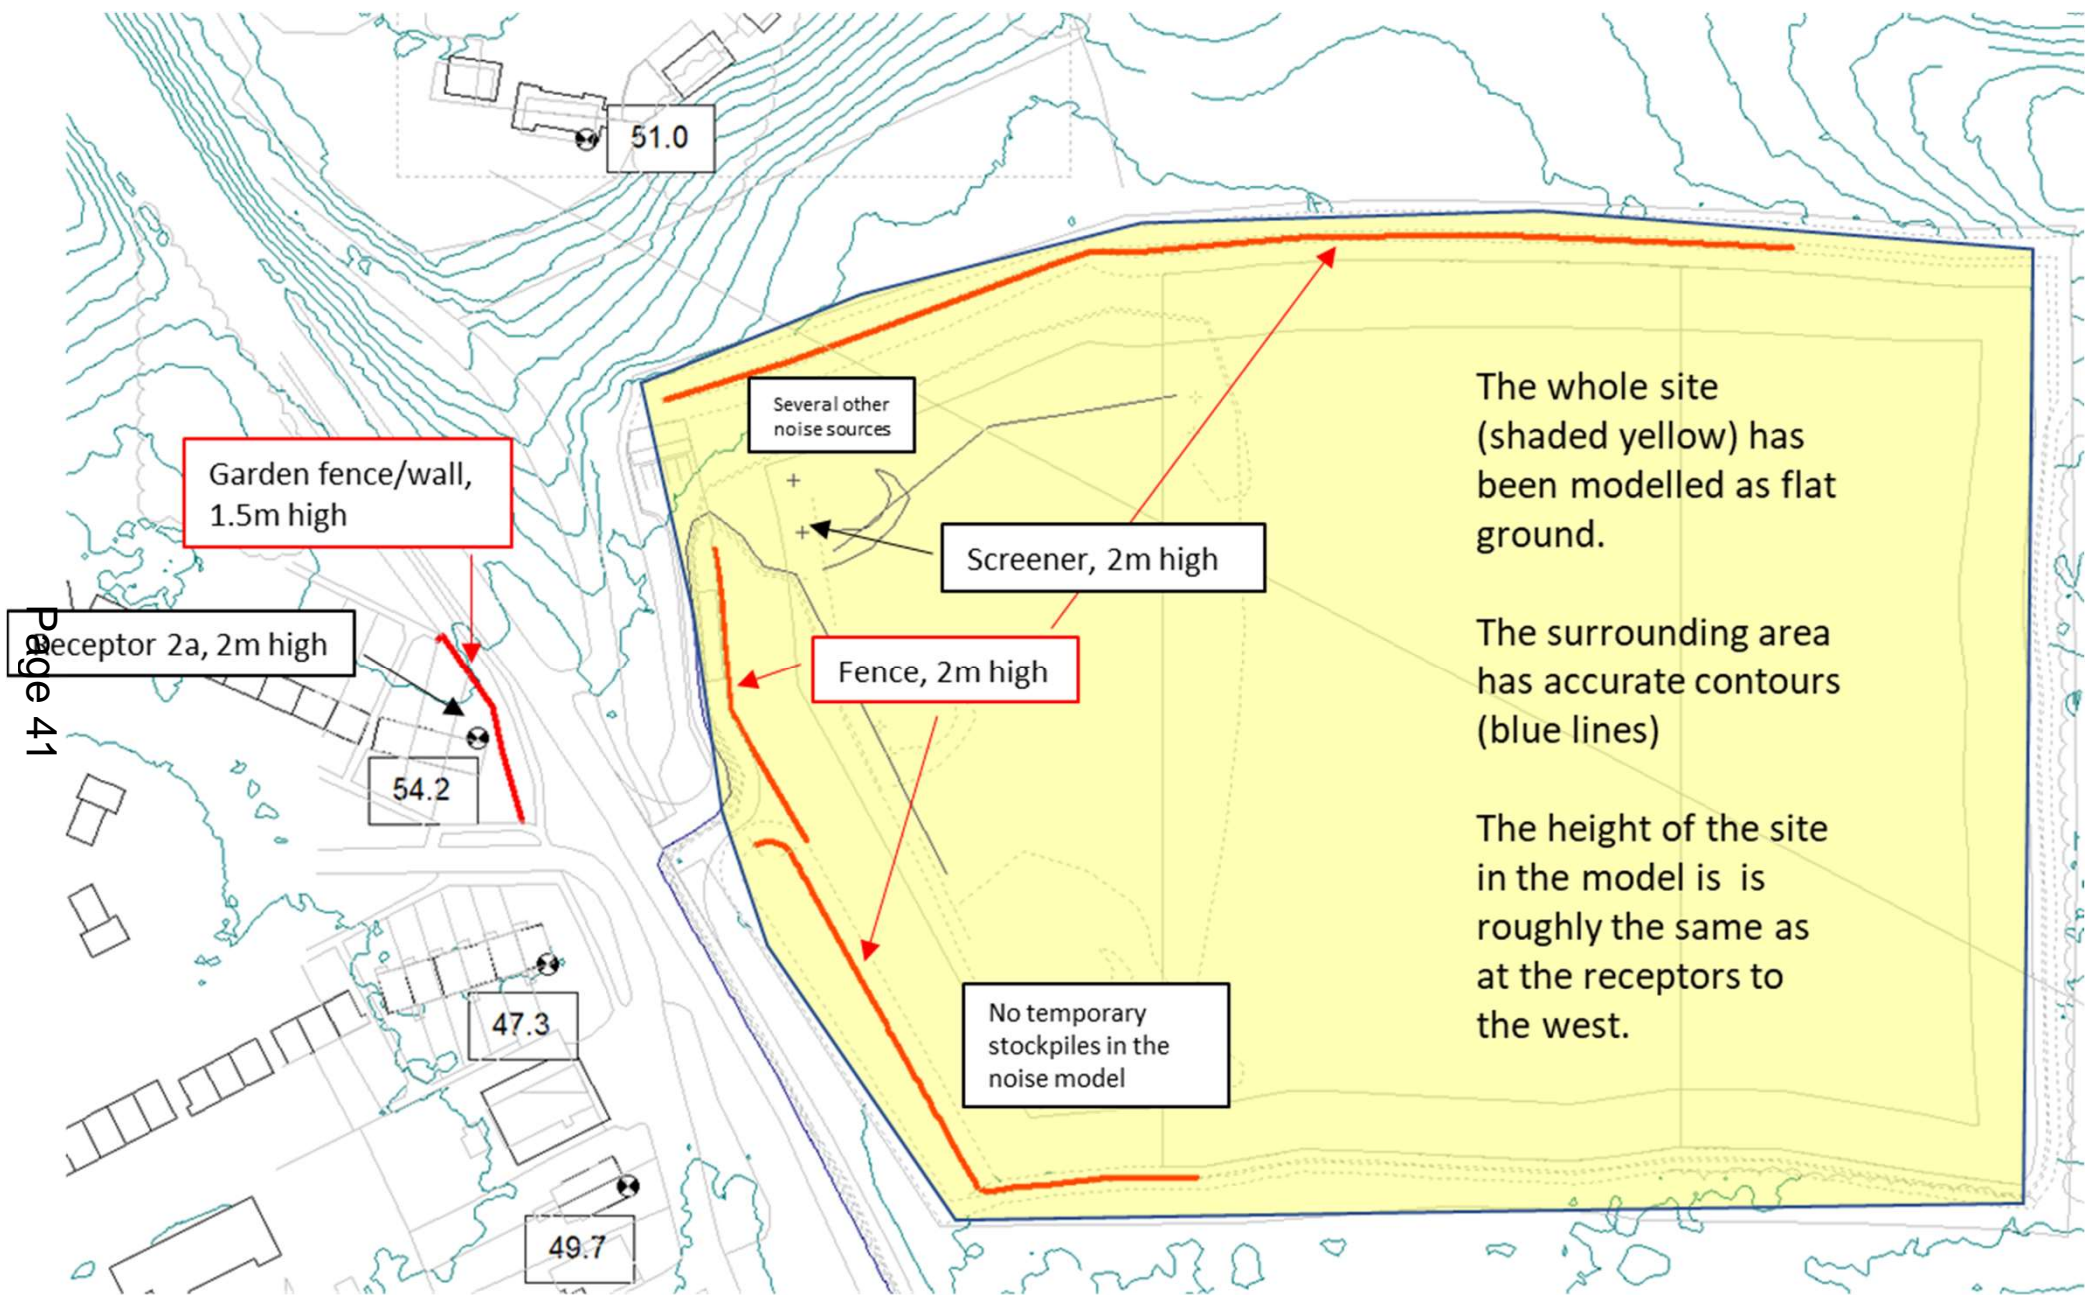 51.0
Several other
noise sources
Garden fence/wall,
1.5m high
Screener, 2m high
The whole site
(shaded yellow) has
been modelled as flat
ground.
Receptor 2a, 2m high
Page 41
Fence, 2m high
The surrounding area
has accurate contours
(blue lines)
54.2
The height of the site
in the model is is
roughly the same as
at the receptors to
the west.
47.3
No temporary
stockpiles in the
noise model
49.7